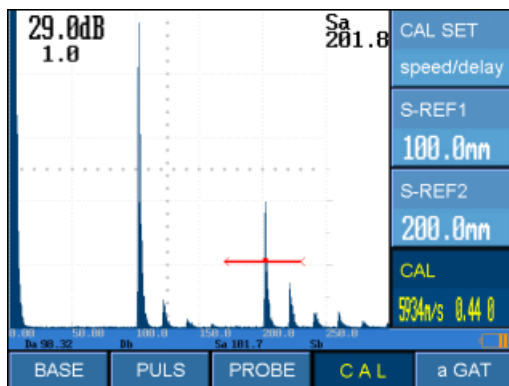 29.0dB
1.0
Sa
201.8
CAL SET
speed/delay
S-REF1
100.0mm
S-REF2
200.0mm
CAL
5934m/s 0.44 0
0.00 50.0 100.0 150.0 200.0 250.0
Da 98.32 Db Sa 101.7 Sb
BASE PULS PROBE CAL a GAT